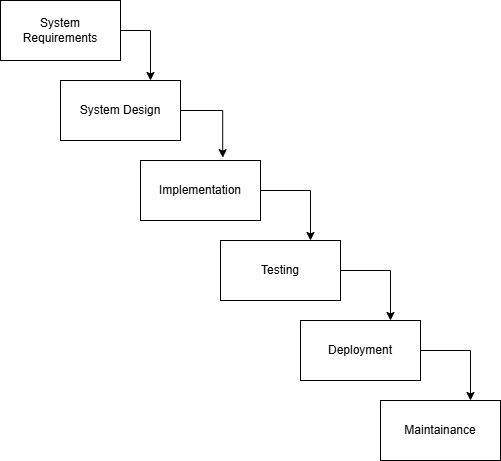 System
Requirements
System Design
Implementation
Testing
Deployment
Maintainance